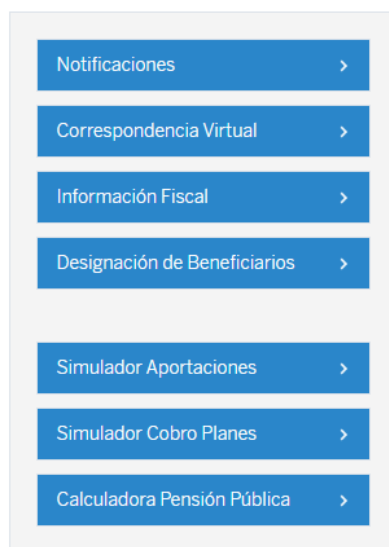 Notificaciones
Correspondencia Virtual
Información Fiscal
Designación de Beneficiarios
Simulador Aportaciones
Simulador Cobro Planes
Calculadora Pensión Pública